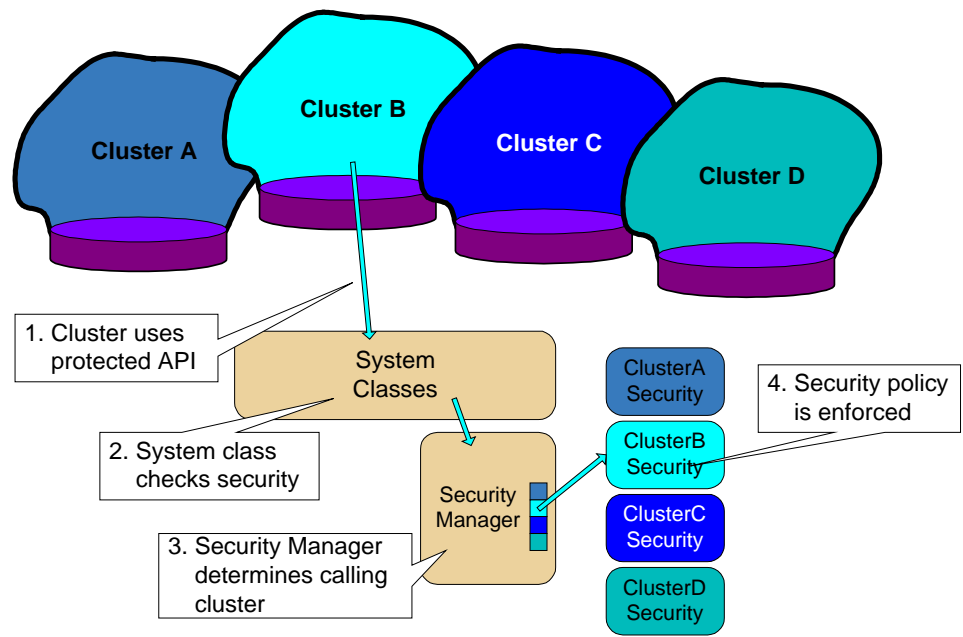 Cluster A
Cluster B
Cluster C
Cluster D
1. Cluster uses
protected API
System
Classes
2. System class
checks security
Security
Manager
3. Security Manager
determines calling
cluster
ClusterA
Security
ClusterB
Security
ClusterC
Security
ClusterD
Security
4. Security policy
is enforced